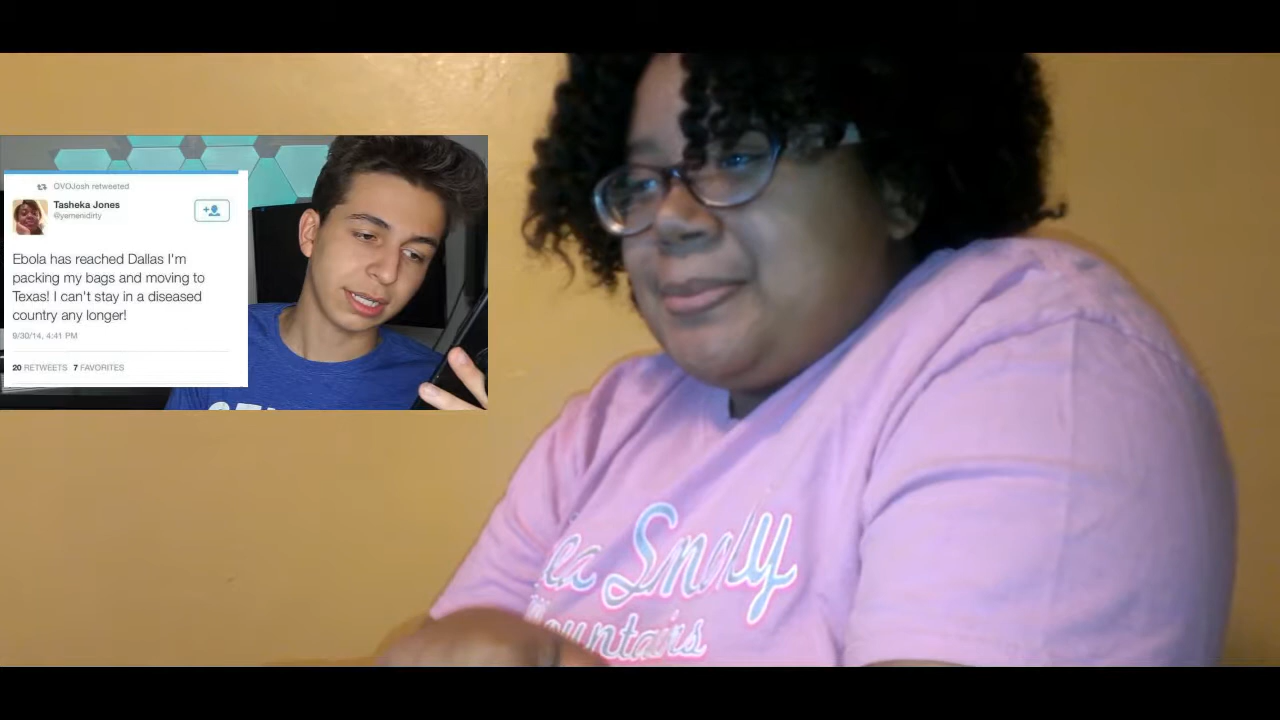 OVOJosh retweeted
Tasheka Jones
@yemenidirty
Ebola has reached Dallas I'm
packing my bags and moving to
Texas! I can't stay in a diseased
country any longer!
9/30/14, 4:41 PM
20 RETWEETS 7 FAVORITES
Mountains